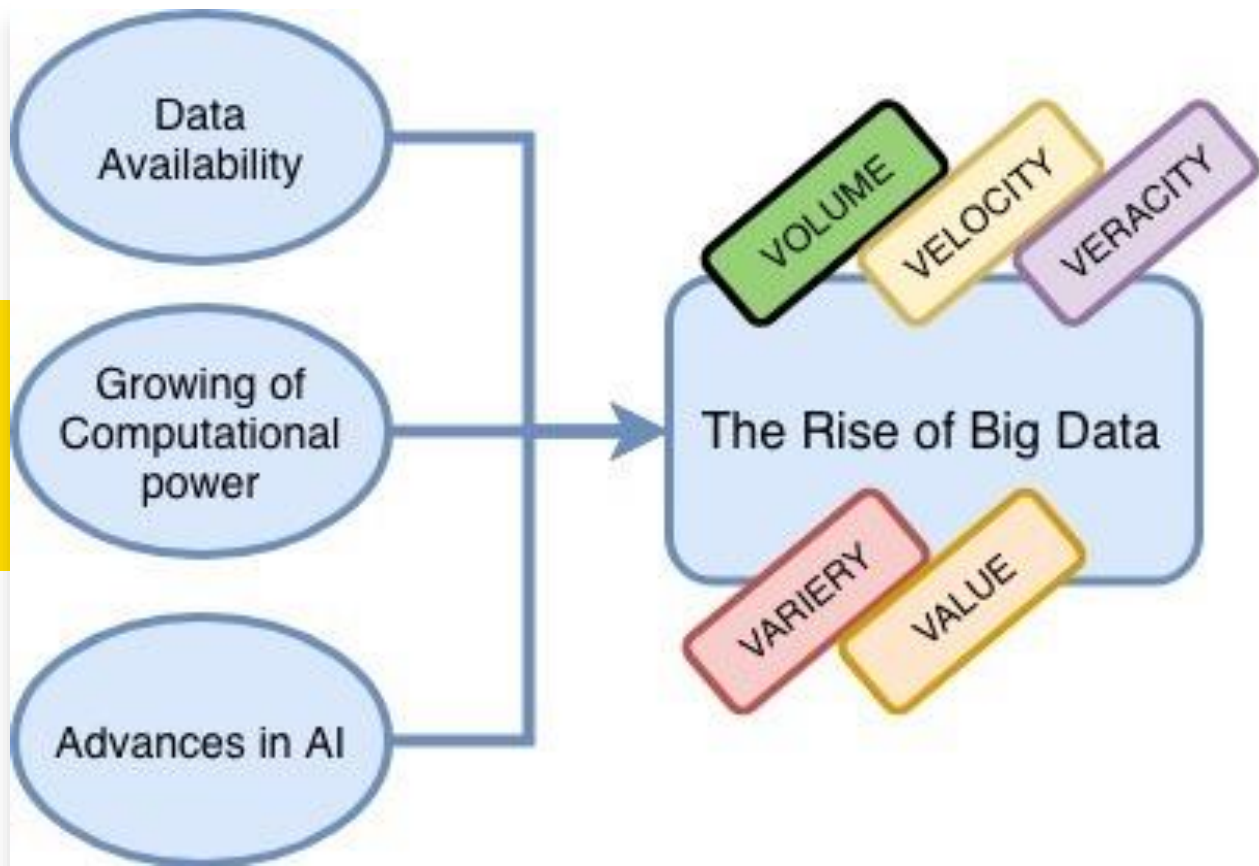 Data
Availability
Growing of
Computational
power
Advances in AI
VOLUME
VELOCITY
VERACITY
The Rise of Big Data
VARIERY
VALUE